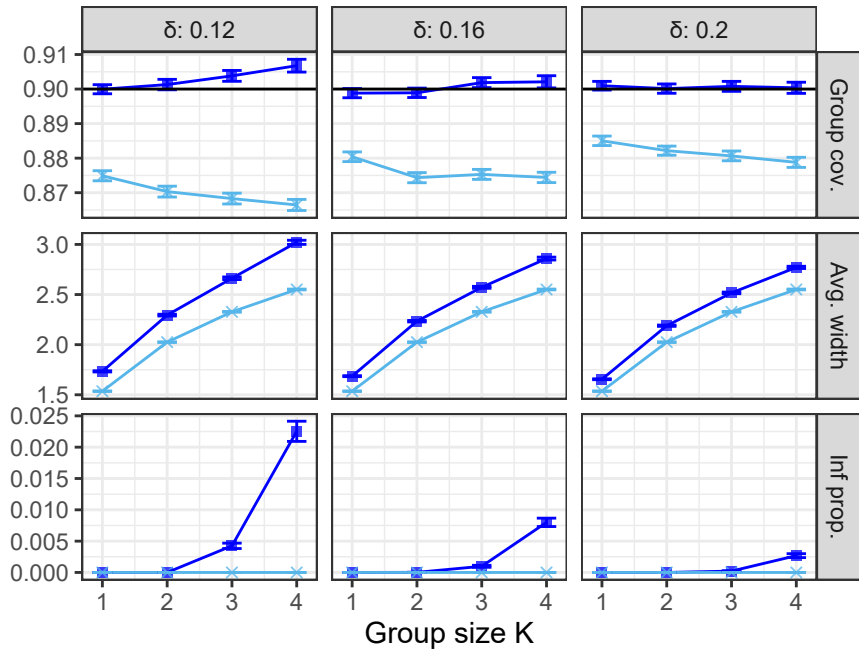 δ: 0.12 δ: 0.16 δ: 0.2
0.91
0.90
0.89
0.88
0.87
Group cov.
3.0
2.5
2.0
1.5
Avg. width
0.025
0.020
0.015
0.010
0.005
0.000
Inf prop.
1 2 3 4 1 2 3 4 1 2 3 4
Group size K